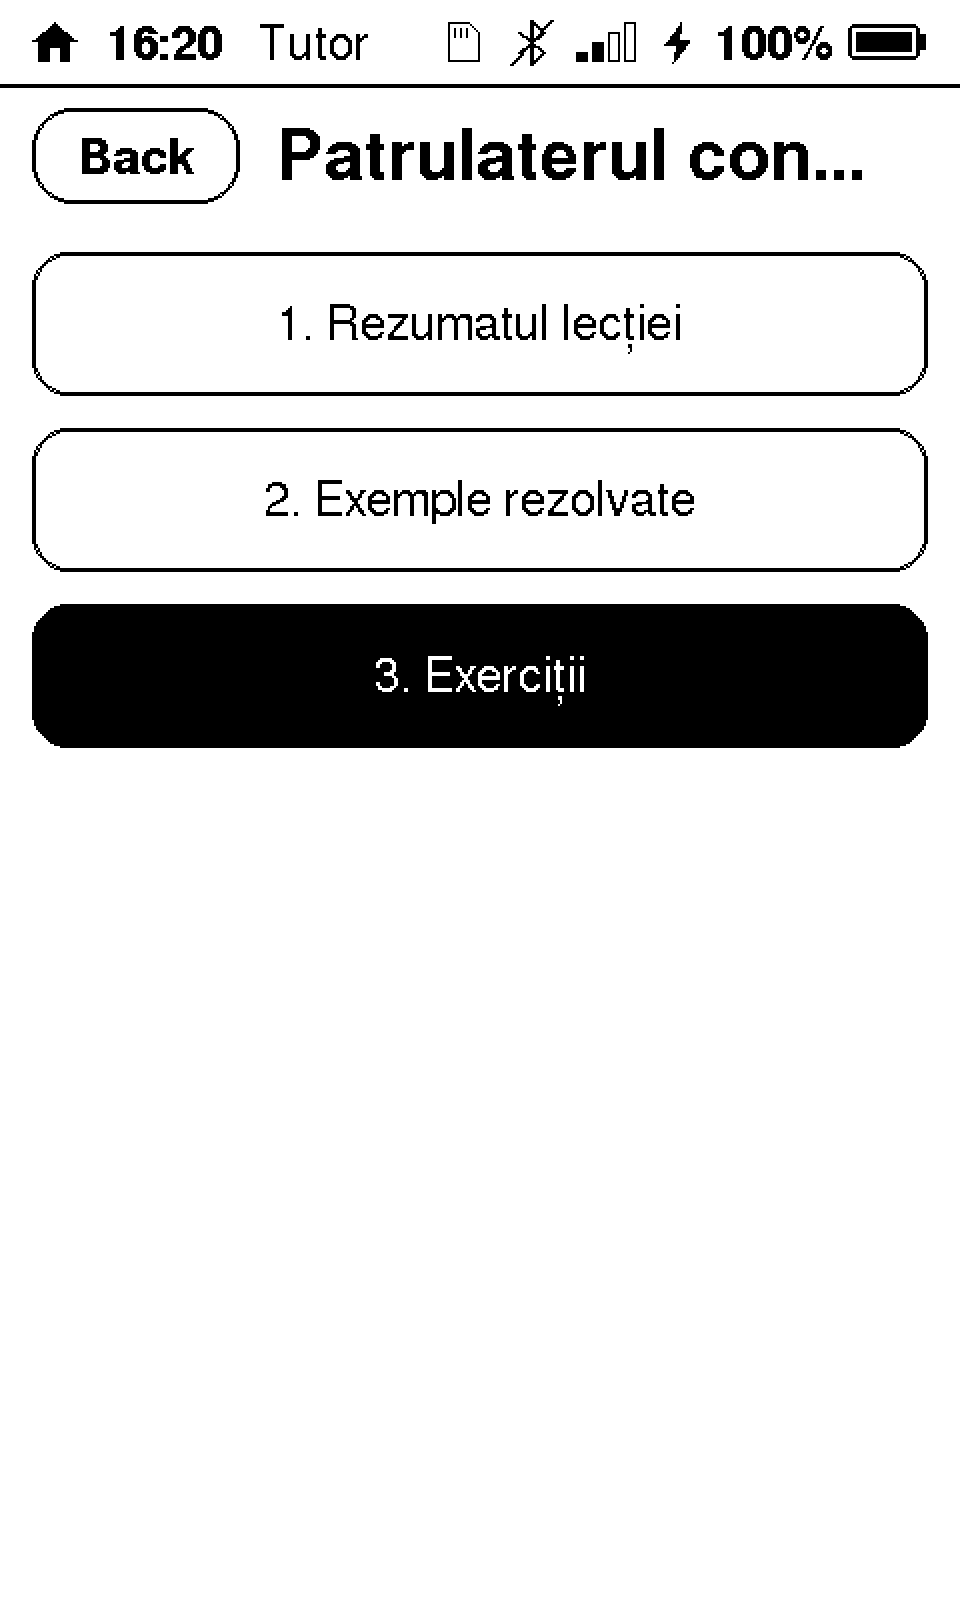 16:20 Tutor 100%
Back Patrulaterul con...
1. Rezumatul lecției
2. Exemple rezolvate
3. Exerciții